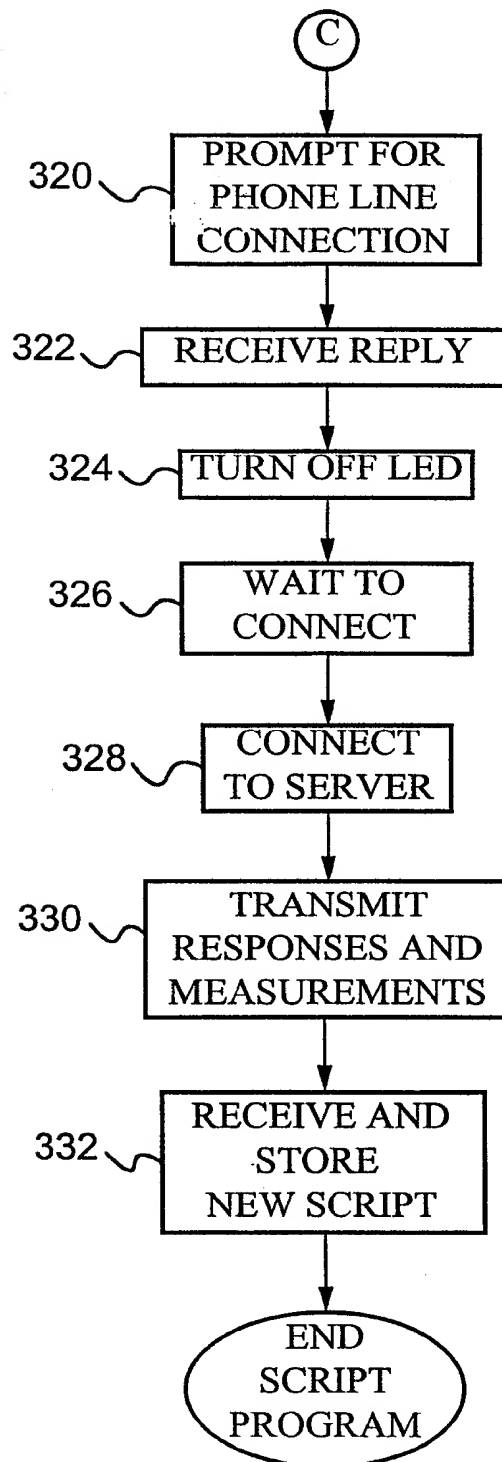 C
320
PROMPT FOR
PHONE LINE
CONNECTION
322
RECEIVE REPLY
324
TURN OFF LED
326
WAIT TO
CONNECT
328
CONNECT
TO SERVER
330
TRANSMIT
RESPONSES AND
MEASUREMENTS
332
RECEIVE AND
STORE
NEW SCRIPT
END
SCRIPT
PROGRAM